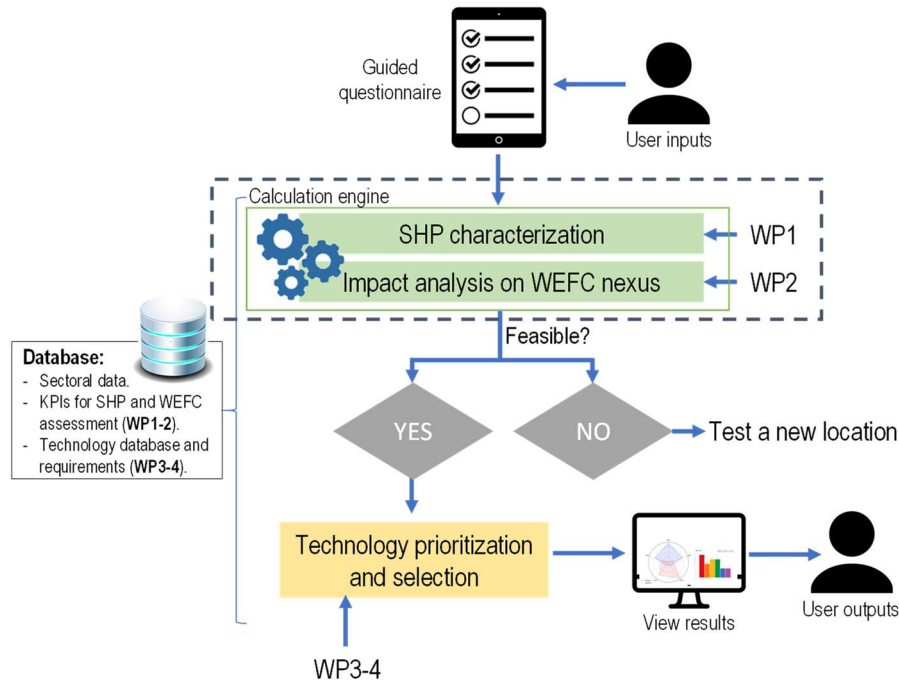 Guided
questionnaire
User inputs
Calculation engine
SHP characterization
WP1
Impact analysis on WEFC nexus
WP2
Feasible?
Database:
- Sectoral data.
- KPIs for SHP and WEFC
assessment (WP1-2).
- Technology database and
requirements (WP3-4).
YES
NO
Test a new location
Technology prioritization
and selection
View results
User outputs
WP3-4